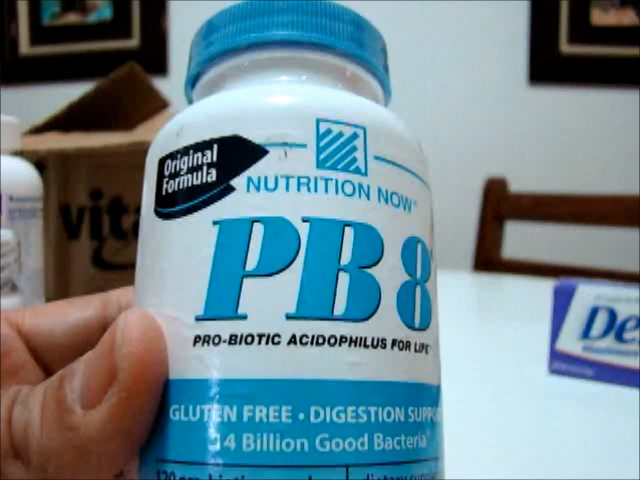 Original
Formula
NUTRITION NOW®
PB 8
PRO-BIOTIC ACIDOPHILUS FOR LIFE™
GLUTEN FREE • DIGESTION SUPPO
14 Billion Good Bacteria
vita
De